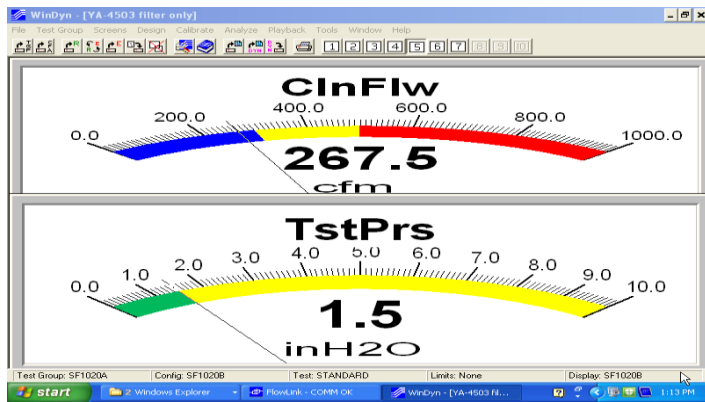 WinDyn - [YA-4503 filter only]
File Test Group Screens Design Calibrate Analyze Playback Tools Window Help
1 2 3 4 5 6 7 8 9 10
ClnFlw
0.0 200.0 400.0 600.0 800.0 1000.0
267.5
cfm
TstPrs
0.0 1.0 2.0 3.0 4.0 5.0 6.0 7.0 8.0 9.0 10.0
1.5
inH2O
Test Group: SF1020A Config: SF1020B Test: STANDARD Limits: None Display: SF1020B
start 2 Windows Explorer FlowLink - COMM OK WinDyn - [YA-4503 fil... 1:13 PM